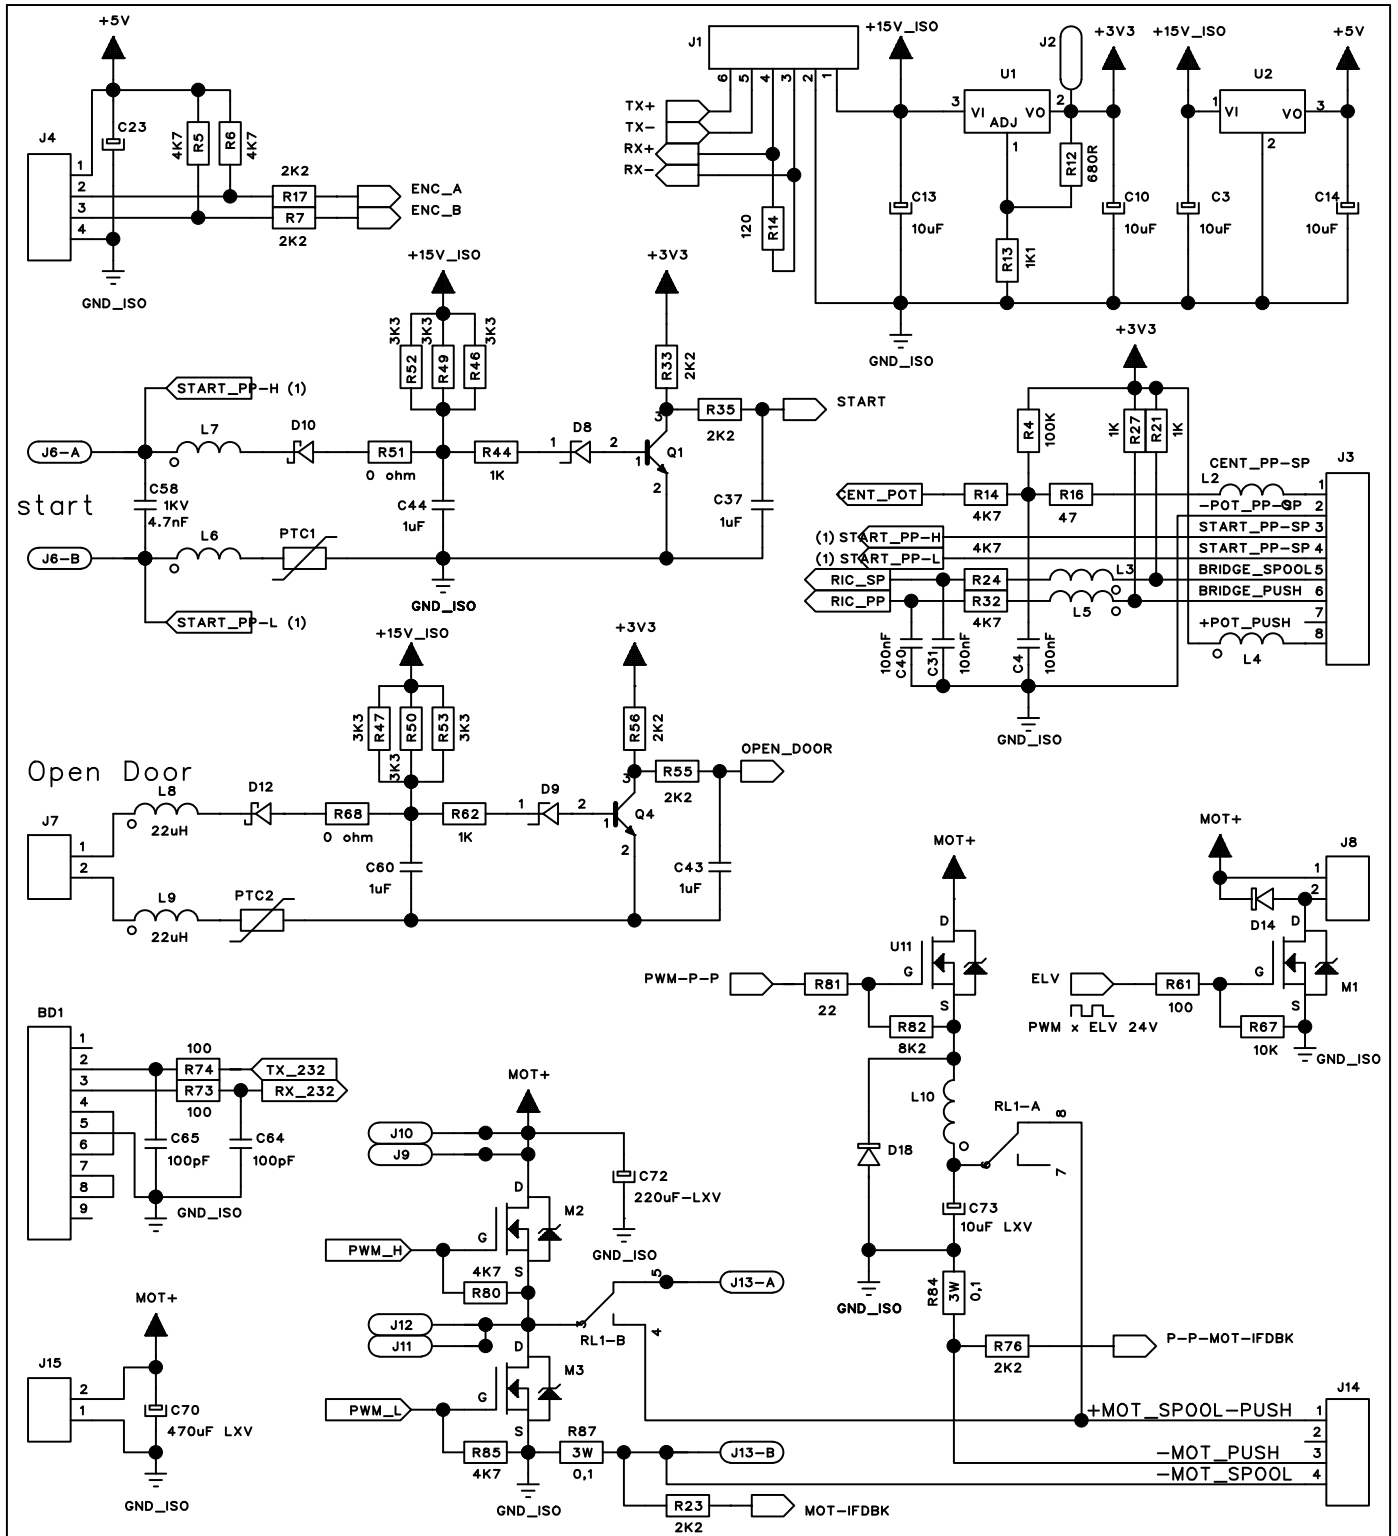 +5V
C23
J4
1
2
3
4
4K7
R5
R6
4K7
2K2
R17
R7
2K2
ENC_A
ENC_B
GND_ISO
J1
6
5
4
3
2
1
TX+
TX-
RX+
RX-
120
R14
+15V_ISO
C13
10uF
GND_ISO
3
VI
VO
ADJ
1
U1
2
J2
R12
680R
R13
1K1
+3V3
C10
10uF
+15V_ISO
C3
10uF
U2
1
VI
VO
3
2
+5V
C14
10uF
START_PP-H (1)
J6-A
L7
D10
R51
0 ohm
C58
1KV
4.7nF
start
J6-B
L6
PTC1
START_PP-L (1)
+15V_ISO
3K3
R52
3K3
R49
3K3
R46
R44
1K
C44
1uF
GND_ISO
1
D8
2
1
3
Q1
2
+3V3
R33
2K2
R35
2K2
START
C37
1uF
+3V3
R4
100K
1K
R27
R21
1K
J3
CENT_PP-SP
L2
1
CENT_POT
R14
4K7
R16
47
-POT_PP-SP
2
START_PP-SP
3
(1) START_PP-H
4K7
START_PP-SP
4
(1) START_PP-L
RIC_SP
R24
L3
BRIDGE_SPOOL
5
RIC_PP
R32
4K7
L5
BRIDGE_PUSH
6
7
+POT_PUSH
8
L4
100nF
C40
C31
100nF
C4
100nF
GND_ISO
Open Door
J7
1
2
L8
22uH
D12
R68
0 ohm
L9
22uH
PTC2
+15V_ISO
3K3
R47
3K3
R50
R53
3K3
R62
1K
C60
1uF
1
D9
2
1
3
Q4
2
+3V3
R56
2K2
R55
2K2
OPEN_DOOR
C43
1uF
MOT+
D
U11
G
S
PWM-P-P
R81
22
R82
8K2
MOT+
J8
1
2
D14
D
G
S
M1
ELV
R61
100
PWM x ELV 24V
R67
10K
GND_ISO
BD1
1
2
3
4
5
6
7
8
9
100
R74
R73
100
TX_232
RX_232
C65
100pF
C64
100pF
GND_ISO
MOT+
J10
J9
C72
220uF-LXV
GND_ISO
D
M2
G
S
PWM_H
4K7
R80
J12
J11
D
M3
G
S
3
RL1-B
5
4
J13-A
PWM_L
R85
4K7
GND_ISO
R87
3W
0,1
J13-B
R23
2K2
MOT-IFDBK
L10
RL1-A
6
8
7
D18
C73
10uF LXV
GND_ISO
R84
3W
0,1
R76
2K2
P-P-MOT-IFDBK
J14
+MOT_SPOOL-PUSH
1
2
-MOT_PUSH
3
-MOT_SPOOL
4
MOT+
J15
2
1
C70
470uF LXV
GND_ISO